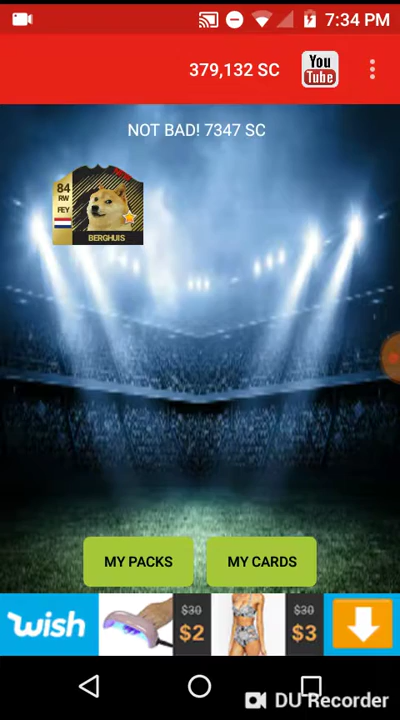 7:34 PM
379,132 SC
You
Tube
NOT BAD! 7347 SC
84
RW
FEY
BERGHUIS
MY PACKS
MY CARDS
wish
$30
$2
$30
$3
DU Recorder